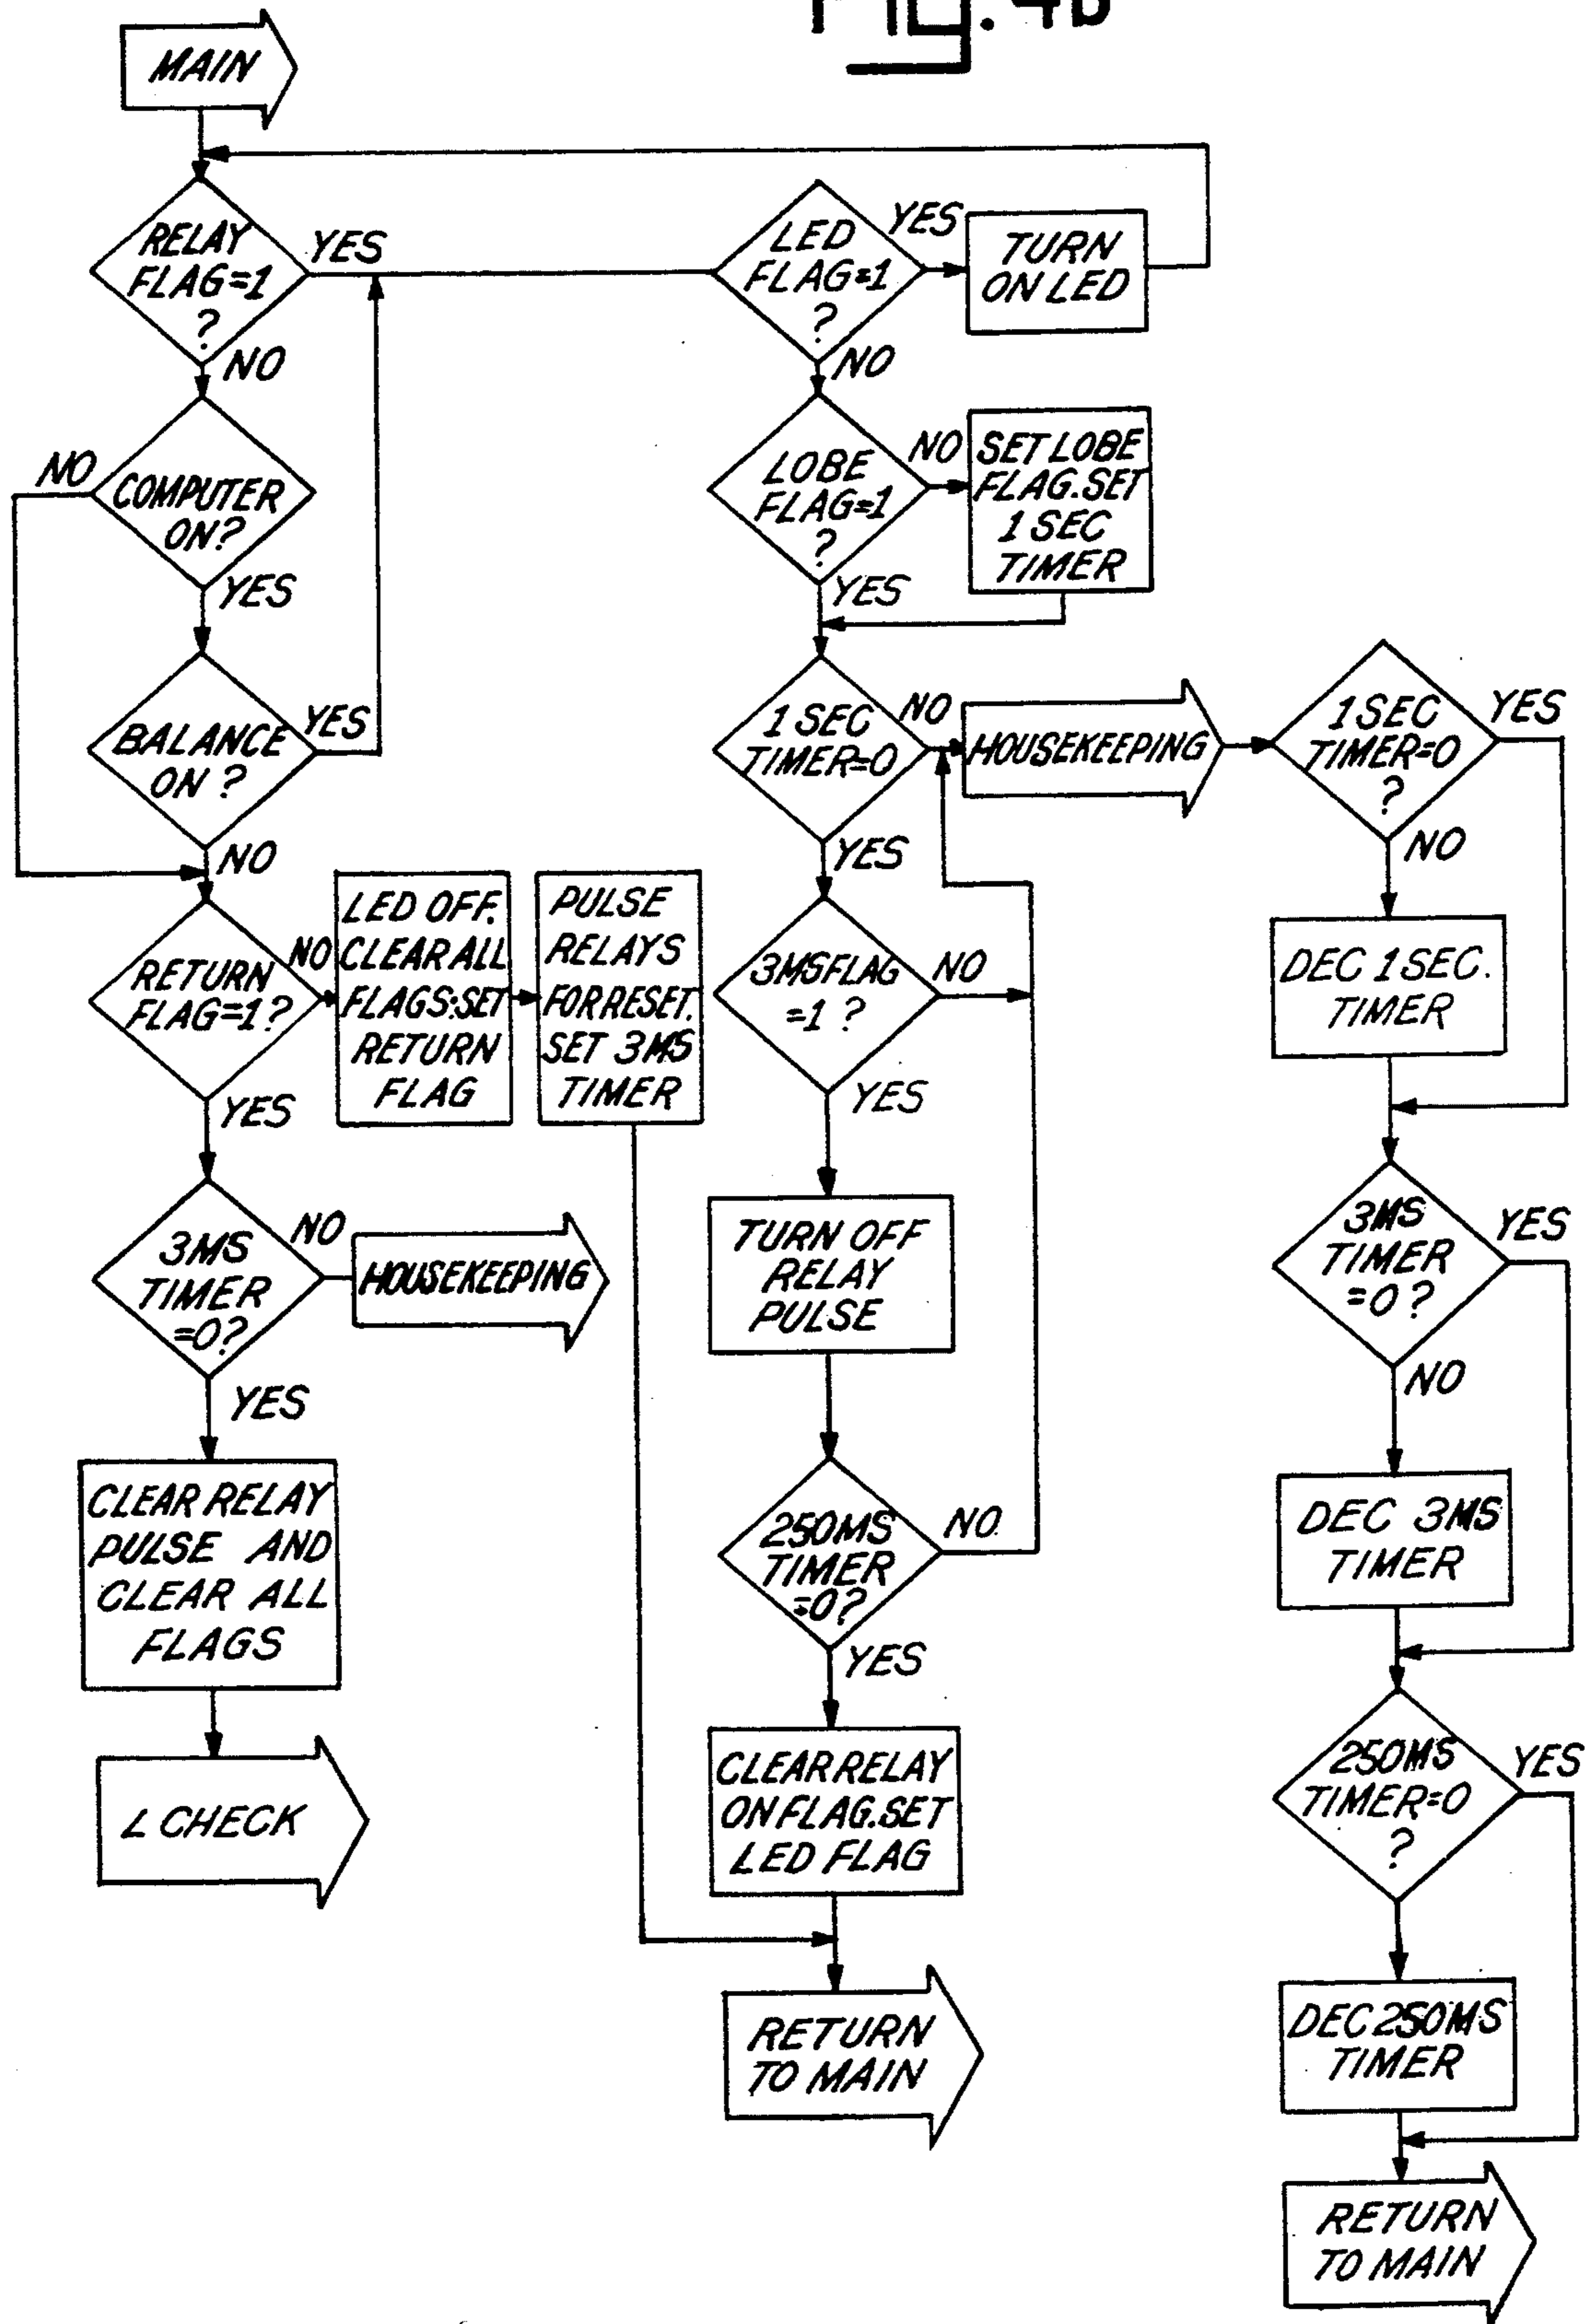 FIG. 4b
MAIN
RELAY
FLAG=1
?
YES
NO
COMPUTER
ON?
NO
YES
BALANCE
ON?
YES
NO
RETURN
FLAG=1?
NO
YES
LED OFF.
CLEAR ALL
FLAGS:SET
RETURN
FLAG
PULSE
RELAYS
FOR RESET.
SET 3MS
TIMER
3MS
TIMER
=0?
NO
HOUSEKEEPING
YES
CLEAR RELAY
PULSE AND
CLEAR ALL
FLAGS
L CHECK
LED
FLAG=1
?
YES
TURN
ON LED
NO
LOBE
FLAG=1
?
NO
SET LOBE
FLAG.SET
1 SEC
TIMER
YES
1 SEC
TIMER=0
NO
HOUSEKEEPING
YES
3MSFLAG
=1 ?
NO
YES
TURN OFF
RELAY
PULSE
250MS
TIMER
=0?
NO
YES
CLEAR RELAY
ON FLAG.SET
LED FLAG
RETURN
TO MAIN
1 SEC
TIMER=0
?
YES
NO
DEC 1 SEC.
TIMER
3MS
TIMER
=0 ?
YES
NO
DEC 3MS
TIMER
250MS
TIMER=0
?
YES
DEC 250MS
TIMER
RETURN
TO MAIN